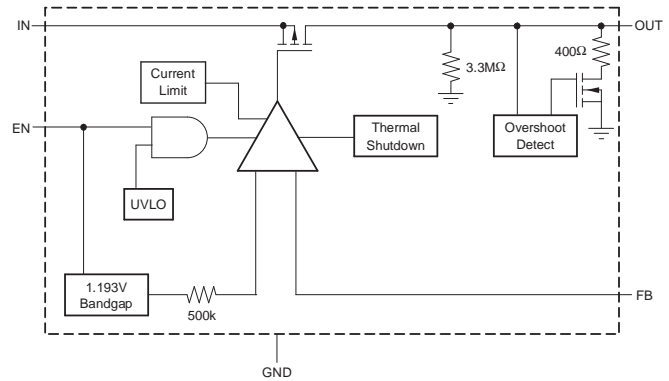 IN
OUT
400Ω
3.3MΩ
Current
Limit
EN
Thermal
Shutdown
Overshoot
Detect
UVLO
1.193V
Bandgap
500k
FB
GND